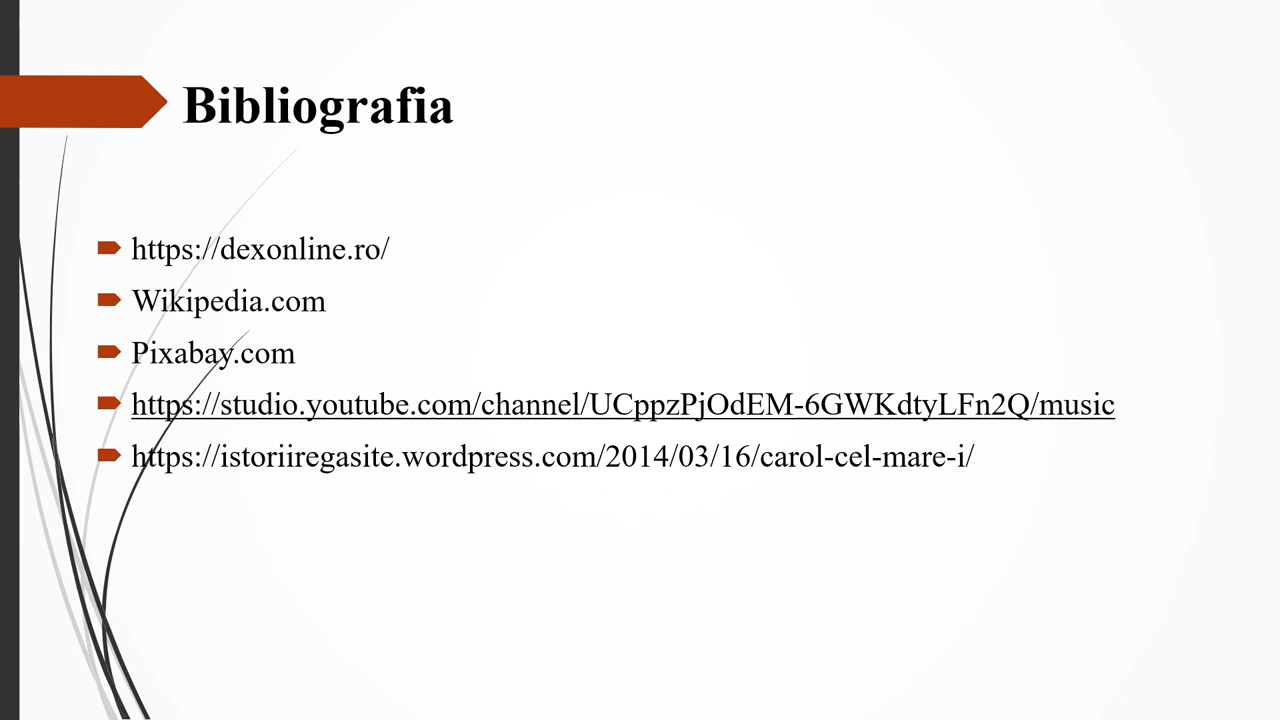 Bibliografia
https://dexonline.ro/
Wikipedia.com
Pixabay.com
https://studio.youtube.com/channel/UCppzPjOdEM-6GWKdtyLFn2Q/music
https://istoriiregasite.wordpress.com/2014/03/16/carol-cel-mare-i/